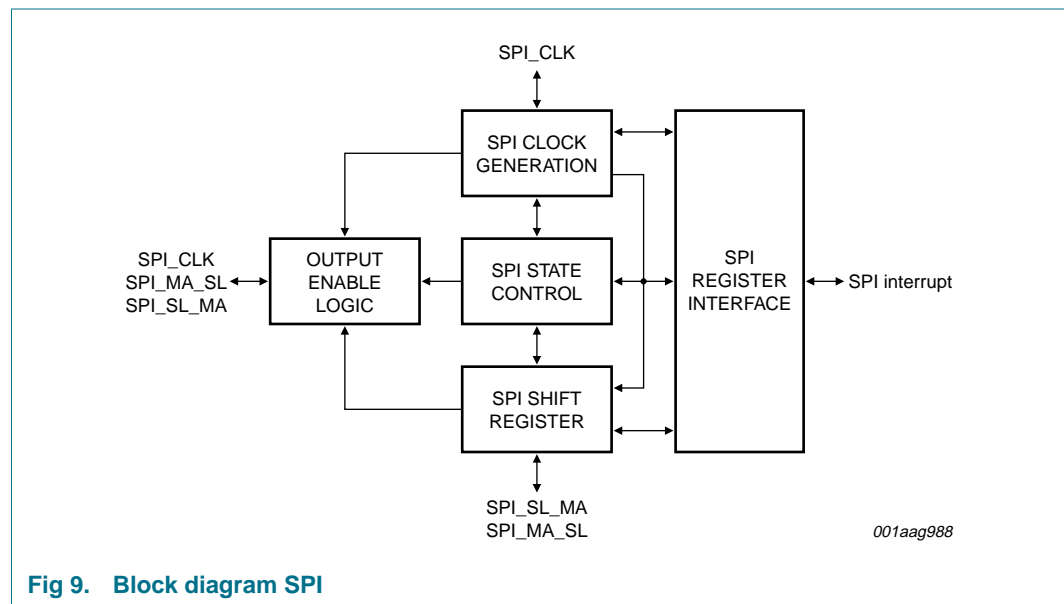 SPI_CLK
SPI CLOCK
GENERATION
SPI_CLK
SPI_MA_SL
SPI_SL_MA
OUTPUT
ENABLE
LOGIC
SPI STATE
CONTROL
SPI
REGISTER
INTERFACE
SPI interrupt
SPI SHIFT
REGISTER
SPI_SL_MA
SPI_MA_SL
001aag988
Fig 9. Block diagram SPI